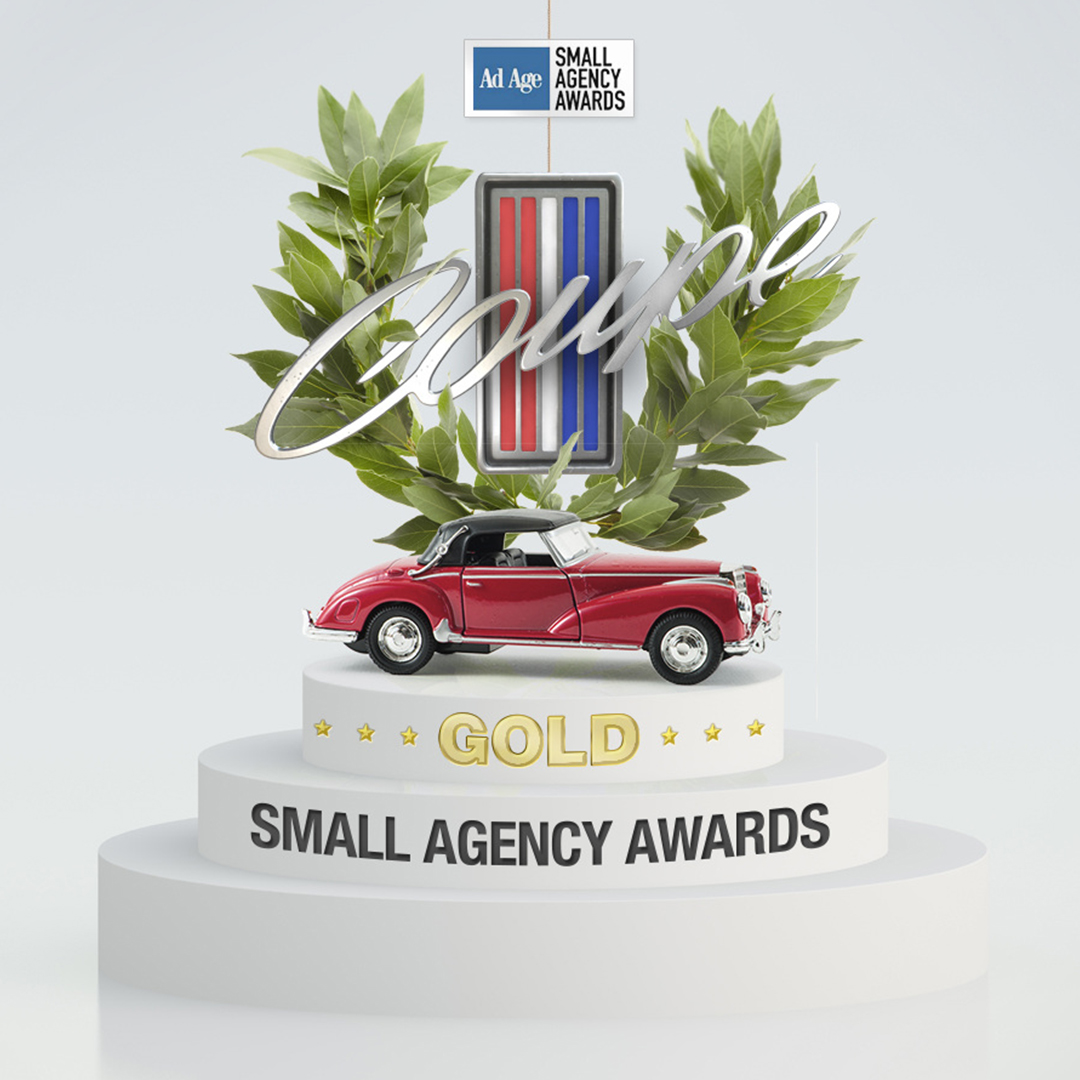 Ad Age
SMALL
AGENCY
AWARDS
Coupe
GOLD
SMALL AGENCY AWARDS